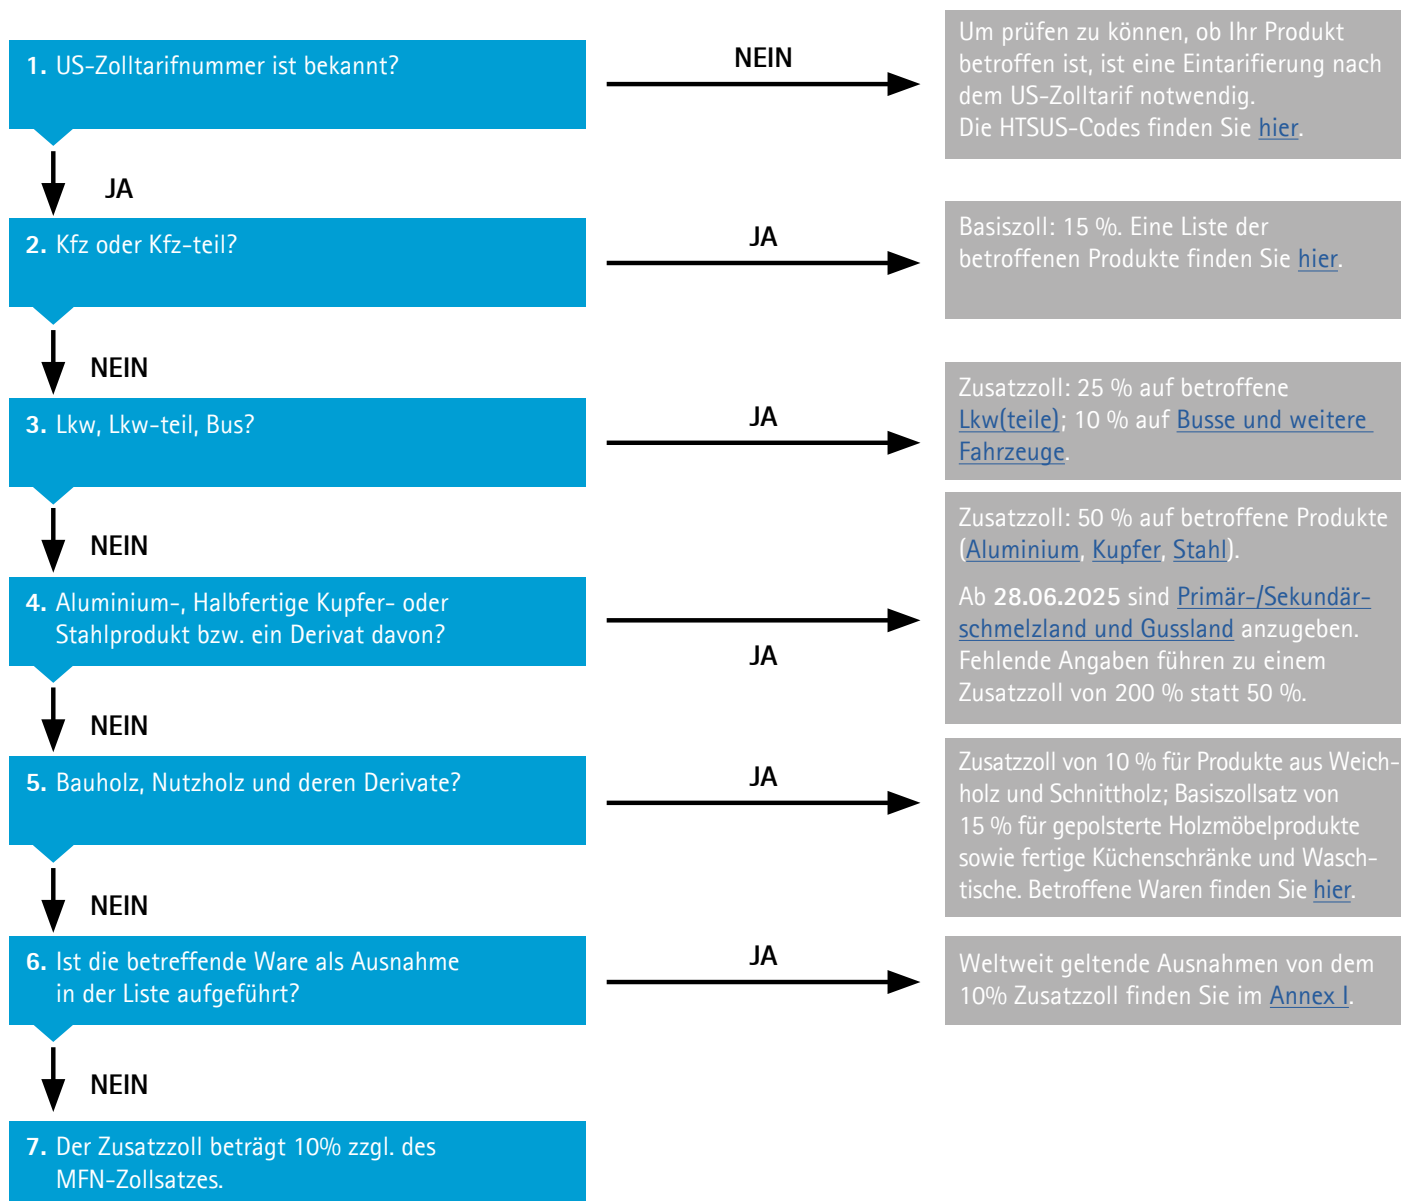 1. US-Zolltarifnummer ist bekannt?
NEIN
Um prüfen zu können, ob Ihr Produkt
betroffen ist, ist eine Eintarifierung nach
dem US-Zolltarif notwendig.
Die HTSUS-Codes finden Sie hier.
JA
2. Kfz oder Kfz-teil?
JA
Basiszoll: 15 %. Eine Liste der
betroffenen Produkte finden Sie hier.
NEIN
3. Lkw, Lkw-teil, Bus?
JA
Zusatzzoll: 25 % auf betroffene
Lkw(teile); 10 % auf Busse und weitere
Fahrzeuge.
NEIN
4. Aluminium-, Halbfertige Kupfer- oder
Stahlprodukt bzw. ein Derivat davon?
JA
Zusatzzoll: 50 % auf betroffene Produkte
(Aluminium, Kupfer, Stahl).
Ab 28.06.2025 sind Primär-/Sekundär-
schmelzland und Gussland anzugeben.
Fehlende Angaben führen zu einem
Zusatzzoll von 200 % statt 50 %.
NEIN
5. Bauholz, Nutzholz und deren Derivate?
JA
Zusatzzoll von 10 % für Produkte aus Weich-
holz und Schnittholz; Basiszollsatz von
15 % für gepolsterte Holzmöbelprodukte
sowie fertige Küchenschränke und Wasch-
tische. Betroffene Waren finden Sie hier.
NEIN
6. Ist die betreffende Ware als Ausnahme
in der Liste aufgeführt?
JA
Weltweit geltende Ausnahmen von dem
10% Zusatzzoll finden Sie im Annex I.
NEIN
7. Der Zusatzzoll beträgt 10% zzgl. des
MFN-Zollsatzes.